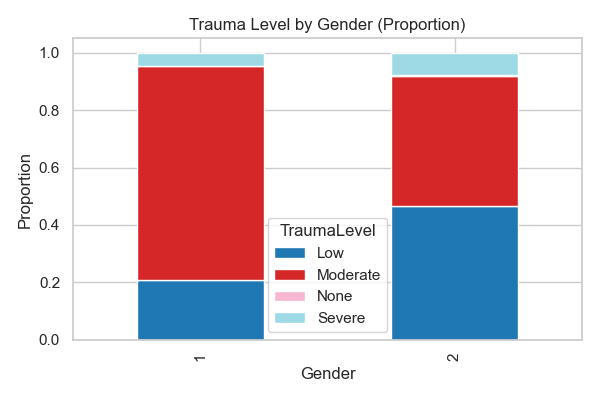 Trauma Level by Gender (Proportion)
1.0
0.8
0.6
0.4
0.2
0.0
Proportion
TraumaLevel
Low
Moderate
None
Severe
1
2
Gender